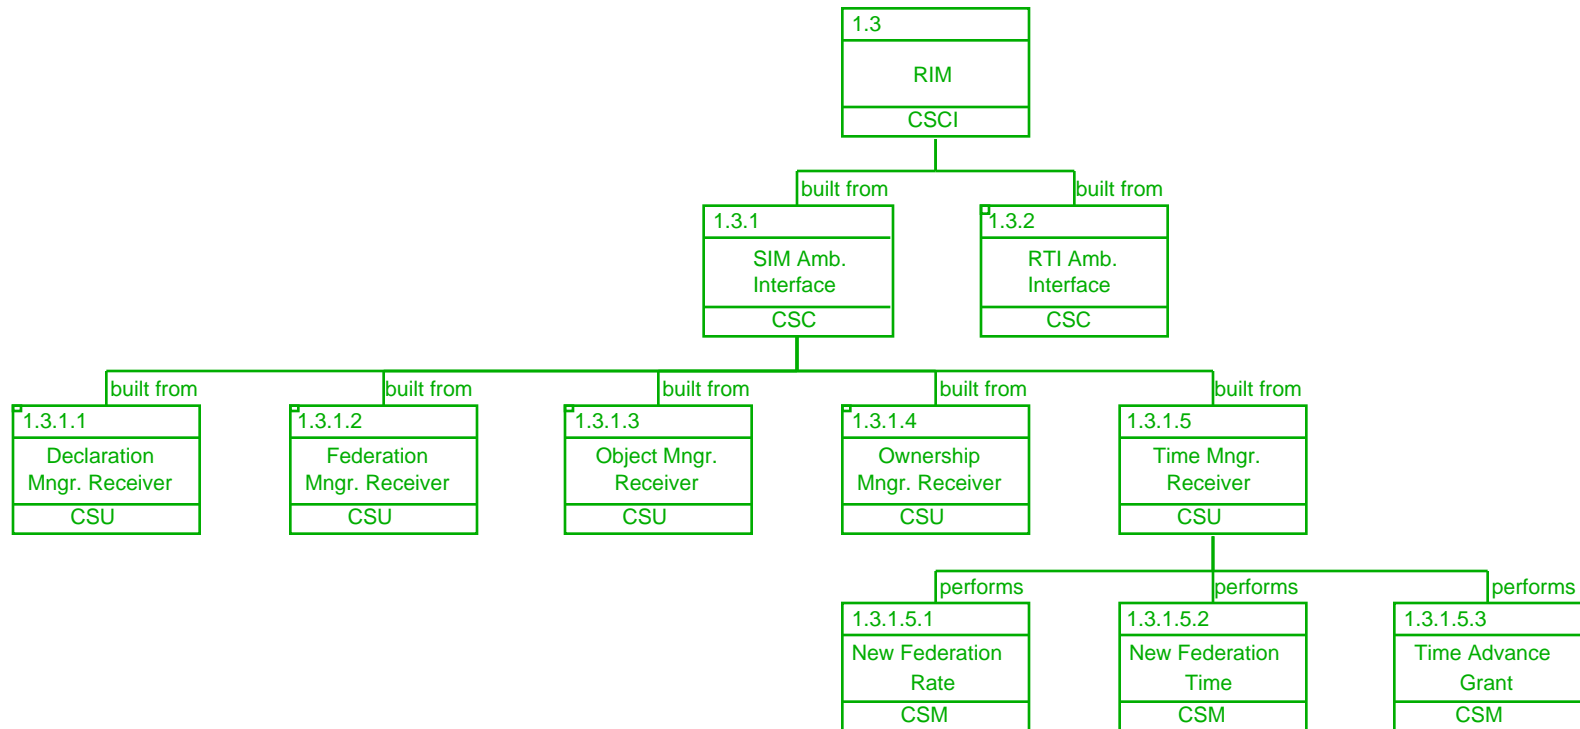 1.3
RIM
CSCI
built from
built from
1.3.1
SIM Amb.
Interface
CSC
1.3.2
RTI Amb.
Interface
CSC
built from
built from
built from
built from
built from
1.3.1.1
Declaration
Mngr. Receiver
CSU
1.3.1.2
Federation
Mngr. Receiver
CSU
1.3.1.3
Object Mngr.
Receiver
CSU
1.3.1.4
Ownership
Mngr. Receiver
CSU
1.3.1.5
Time Mngr.
Receiver
CSU
performs
performs
performs
1.3.1.5.1
New Federation
Rate
CSM
1.3.1.5.2
New Federation
Time
CSM
1.3.1.5.3
Time Advance
Grant
CSM